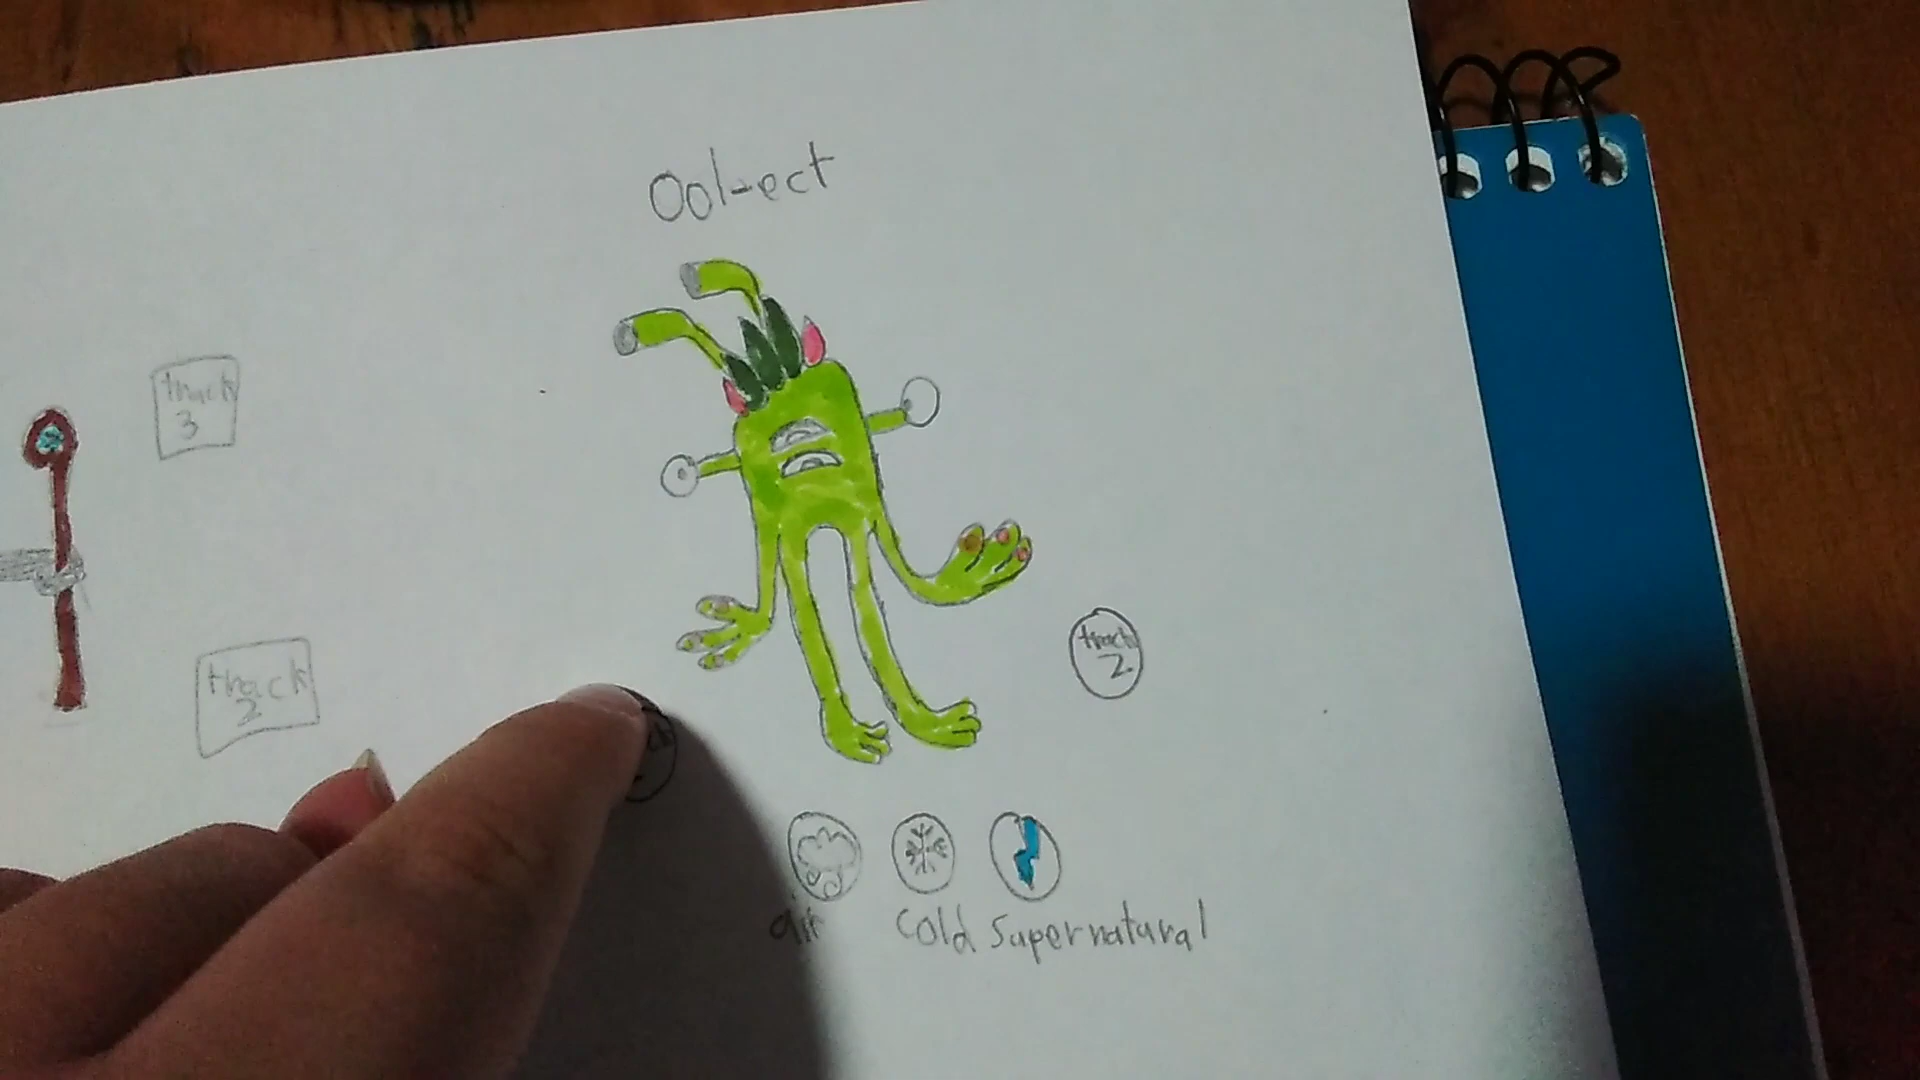 Ool-ect
track
3
track
2
track
2
air cold supernatural